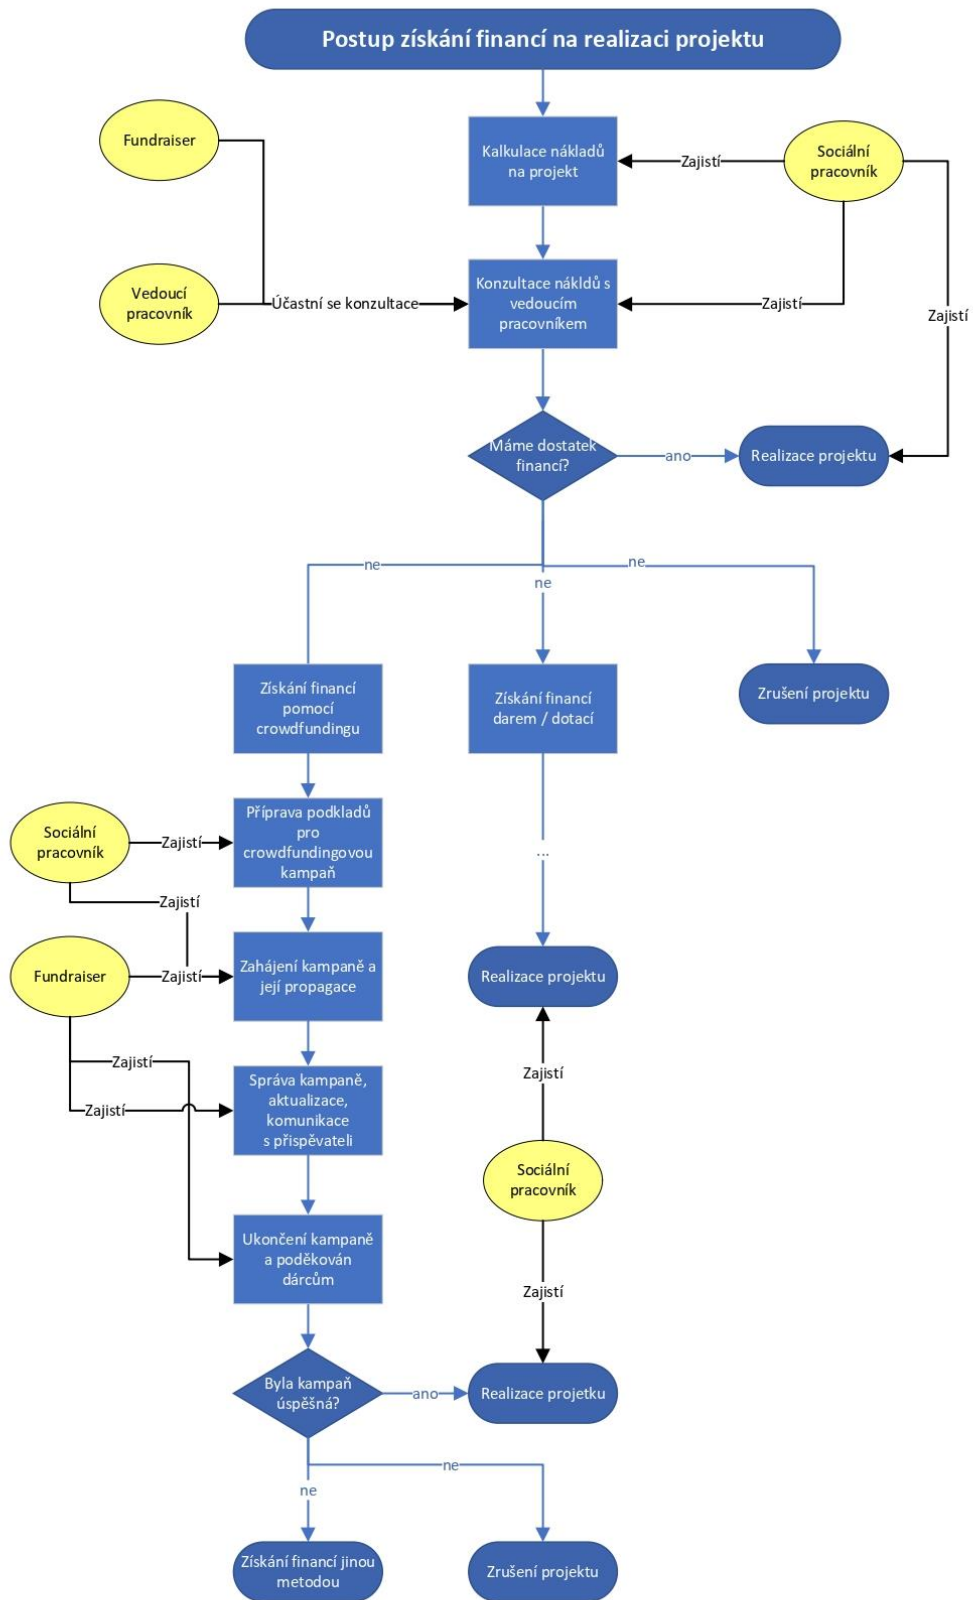 Postup získání financí na realizaci projektu
Fundraiser
Kalkulace nákladů
na projekt
Zajistí
Sociální
pracovník
Vedoucí
pracovník
Účastní se konzultace
Konzultace nákldů s
vedoucím
pracovníkem
Zajistí
Zajistí
Máme dostatek
financí?
ano
Realizace projektu
ne
ne
ne
Získání financí
pomocí
crowdfundingu
Získání financí
darem / dotací
Zrušení projektu
Sociální
pracovník
Zajistí
Příprava podkladů
pro
crowdfundingovou
kampaň
...
Zajistí
Fundraiser
Zajistí
Zahájení kampaně a
její propagace
Realizace projektu
Zajistí
Zajistí
Správa kampaně,
aktualizace,
komunikace
s přispěvateli
Zajistí
Sociální
pracovník
Ukončení kampaně
a poděkován
dárcům
Zajistí
Byla kampaň
úspěšná?
ano
Realizace projetku
ne
ne
Získání financí jinou
metodou
Zrušení projektu